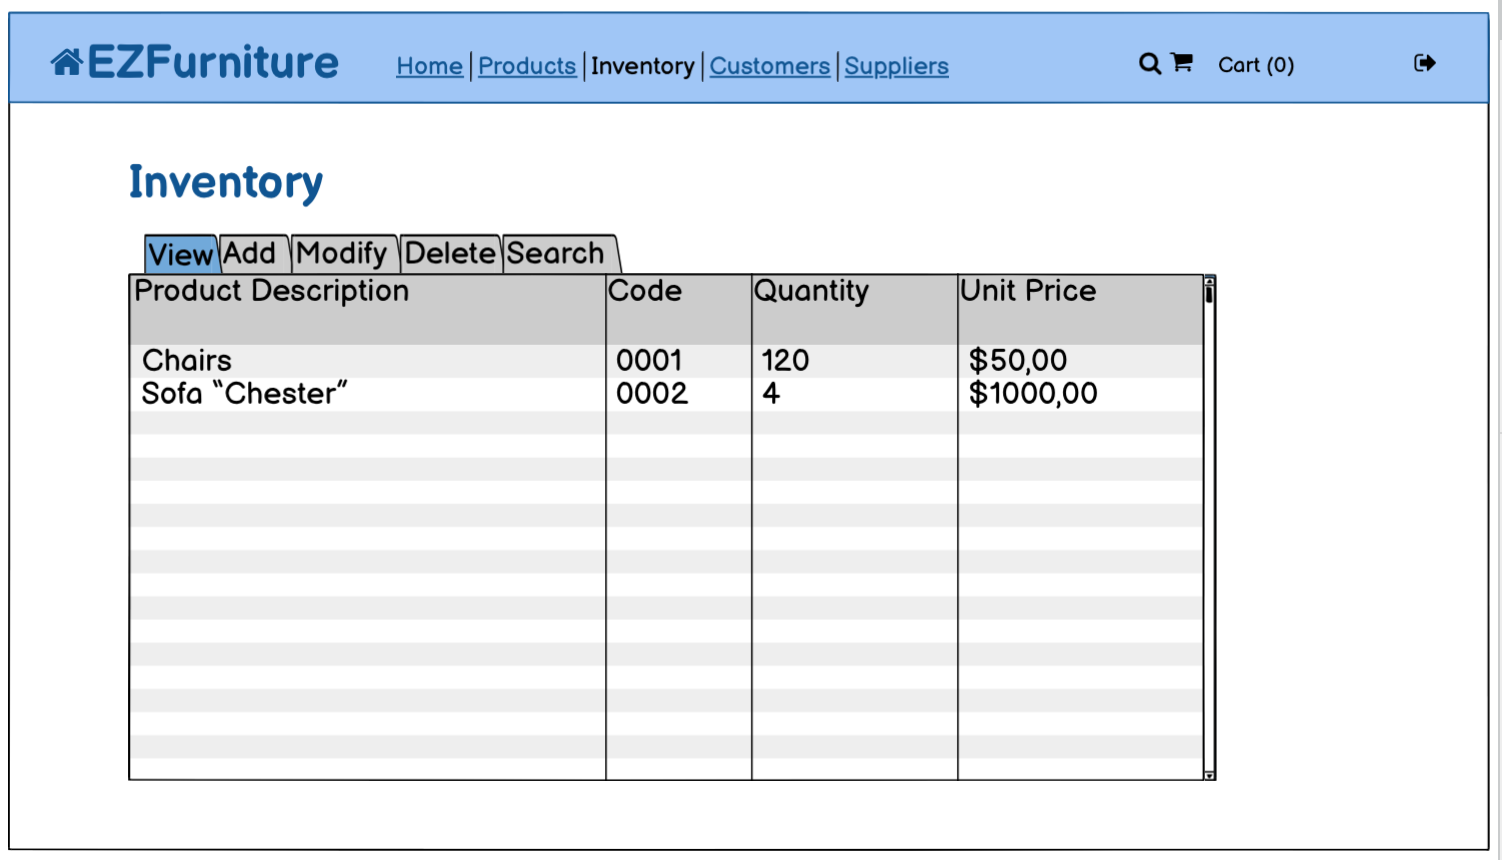 EZFurniture Home Products Inventory Customers Suppliers Cart (0)
Inventory
View Add Modify Delete Search
Product Description Code Quantity Unit Price
Chairs 0001 120 $50,00
Sofa “Chester” 0002 4 $1000,00